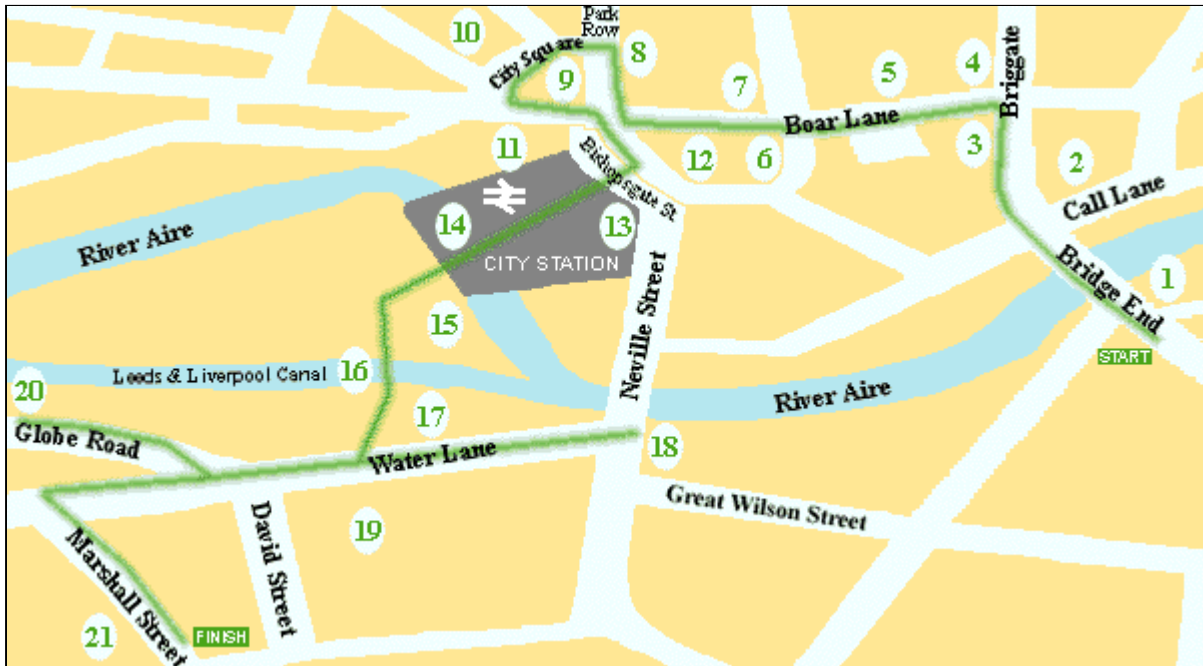 Park
Row
10
City Square
8
9
7
5
4
Briggate
Boar Lane
3
2
11
Bishopsgate St.
12
6
Call Lane
14
13
River Aire
CITY STATION
Bridge End
1
15
Neville Street
START
16
Leeds & Liverpool Canal
20
River Aire
17
Globe Road
Water Lane
18
Great Wilson Street
19
David Street
Marshall Street
21
FINISH